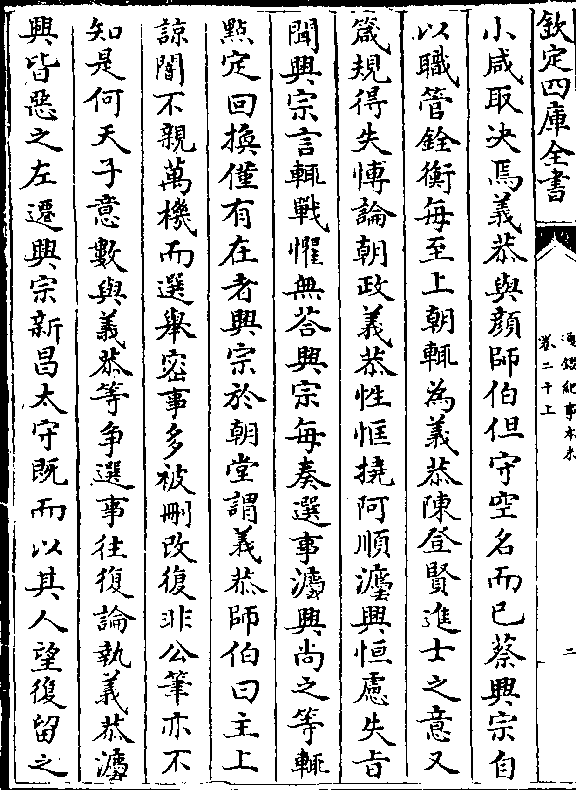 欽定四庫全書
通鑑紀事本末
卷二十上
二
小咸取决焉義恭與顔師伯但守空名而已蔡興宗自
以職管銓衡每至上朝輒為義恭陳登賢進士之意又
箴規得失博論朝政義恭性恇撓阿順灋興恒慮失㫖
聞興宗言輒戰懼無荅興宗每奏選事灋興尚之等輒
㸃定回換僅有在者興宗於朝堂謂義恭師伯曰主上
諒闇不親萬機而選舉密事多被刪改復非公筆亦不
知是何天子意數與義恭等爭選事往復論執義恭灋
興皆惡之左遷興宗新昌太守既而以其人望復留之